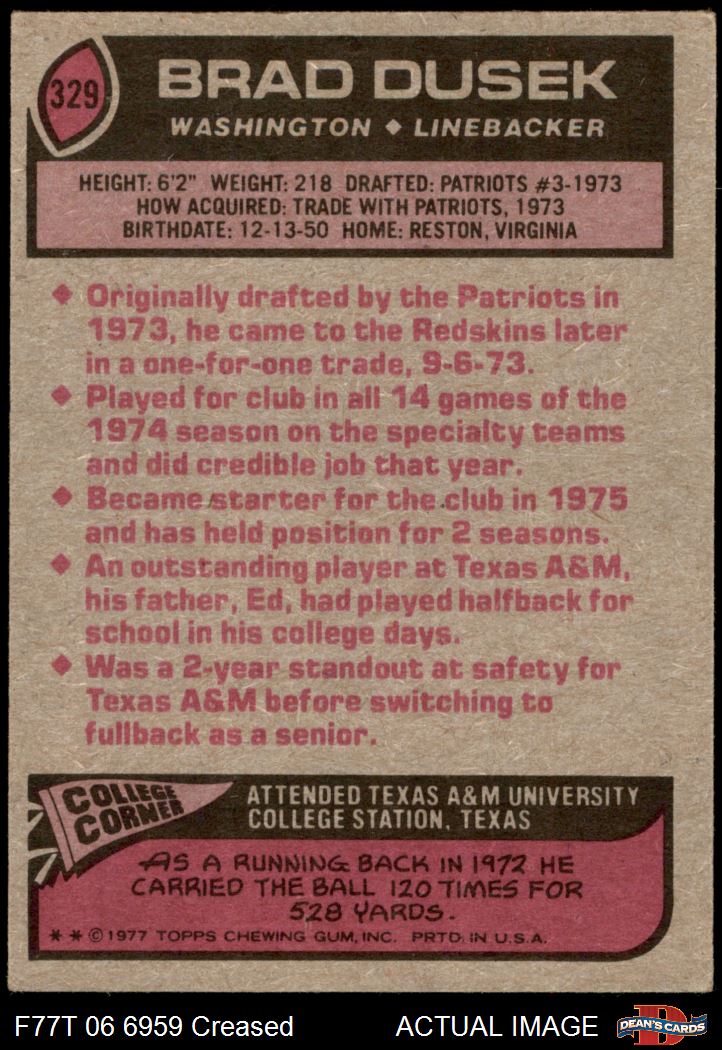 329
BRAD DUSEK
WASHINGTON ◆ LINEBACKER
HEIGHT: 6'2" WEIGHT: 218 DRAFTED: PATRIOTS #3-1973
HOW ACQUIRED: TRADE WITH PATRIOTS, 1973
BIRTHDATE: 12-13-50 HOME: RESTON, VIRGINIA
◆ Originally drafted by the Patriots in
1973, he came to the Redskins later
in a one-for-one trade, 9-6-73.
◆ Played for club in all 14 games of the
1974 season on the specialty teams
and did credible job that year.
◆ Became starter for the club in 1975
and has held position for 2 seasons.
◆ An outstanding player at Texas A&M,
his father, Ed, had played halfback for
school in his college days.
◆ Was a 2-year standout at safety for
Texas A&M before switching to
fullback as a senior.
COLLEGE
CORNER
ATTENDED TEXAS A&M UNIVERSITY
COLLEGE STATION, TEXAS
AS A RUNNING BACK IN 1972 HE
CARRIED THE BALL 120 TIMES FOR
528 YARDS.
* * © 1977 TOPPS CHEWING GUM, INC. PRTD. IN U.S.A.
F77T 06 6959 Creased
ACTUAL IMAGE
D
DEAN'S CARDS